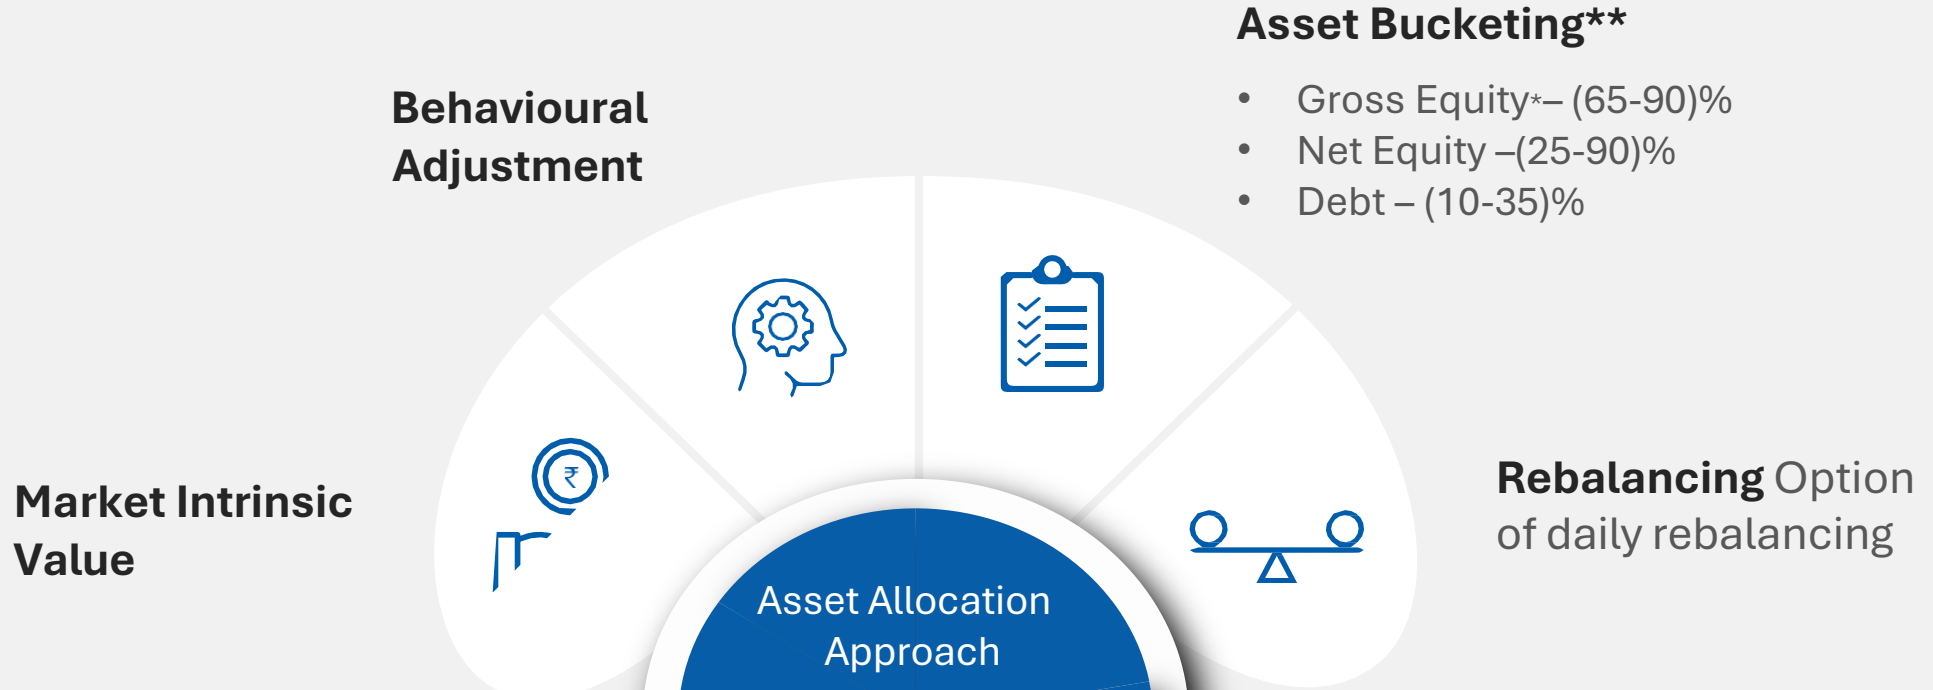 Market Intrinsic
Value
Behavioural
Adjustment
Asset Bucketing**
• Gross Equity*– (65-90)%
• Net Equity –(25-90)%
• Debt – (10-35)%
Rebalancing Option
of daily rebalancing
₹
Asset Allocation
Approach